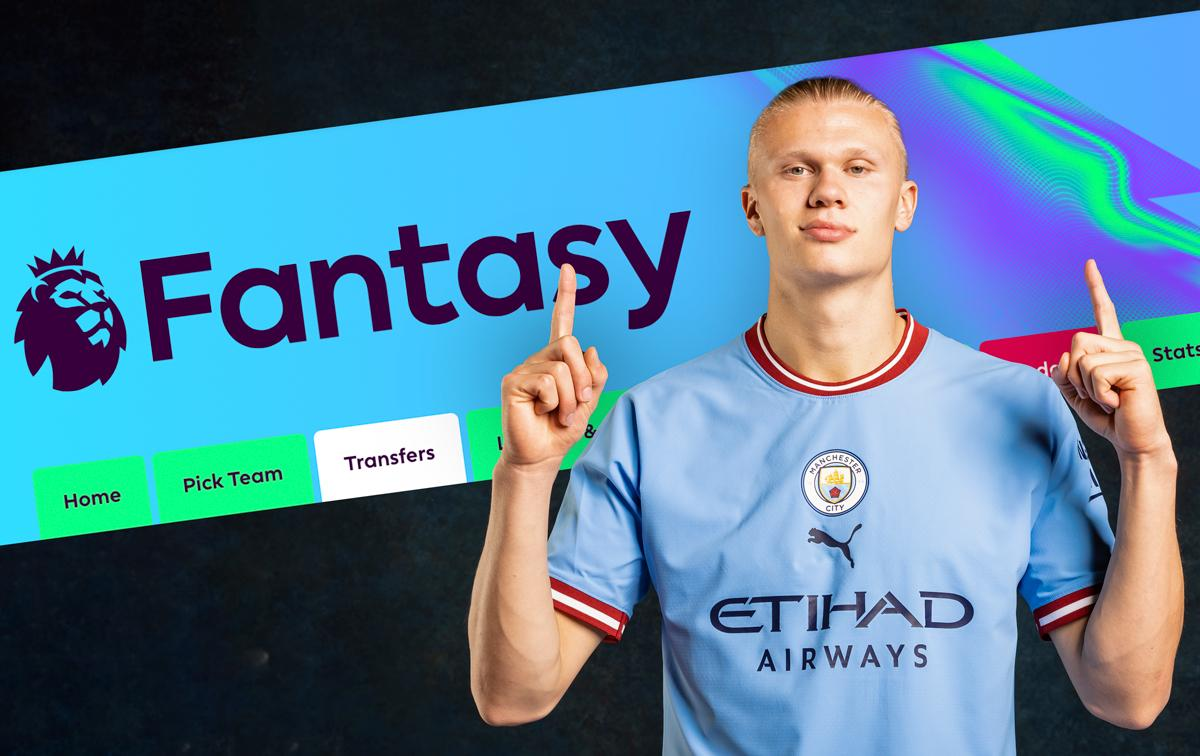 Fantasy
Home
Pick Team
Transfers
Stats
MANCHESTER
CITY
ETIHAD
AIRWAYS